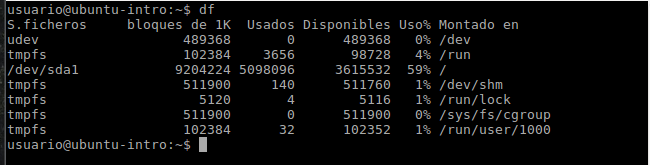 usuario@ubuntu-intro:~$ df
S.ficheros     bloques de 1K  Usados Disponibles Uso% Montado en
udev                  489368       0      489368   0% /dev
tmpfs                 102384    3656       98728   4% /run
/dev/sda1            9204224 5098096     3615532  59% /
tmpfs                 511900     140      511760   1% /dev/shm
tmpfs                   5120       4        5116   1% /run/lock
tmpfs                 511900       0      511900   0% /sys/fs/cgroup
tmpfs                 102384      32      102352   1% /run/user/1000
usuario@ubuntu-intro:~$